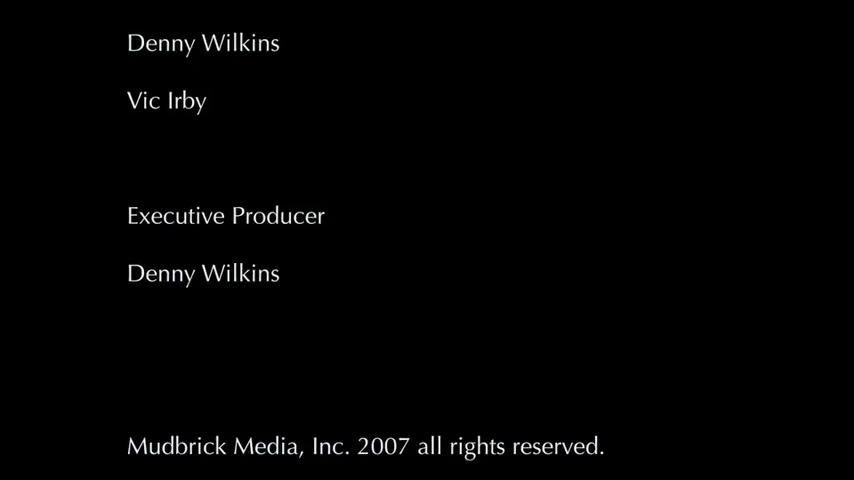 Denny Wilkins
Vic Irby
Executive Producer
Denny Wilkins
Mudbrick Media, Inc. 2007 all rights reserved.